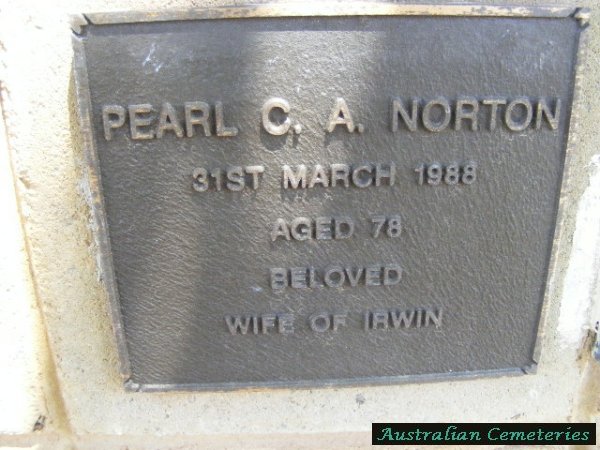 PEARL C. A. NORTON
31ST MARCH 1988
AGED 78
BELOVED
WIFE OF IRWIN
Australian Cemeteries